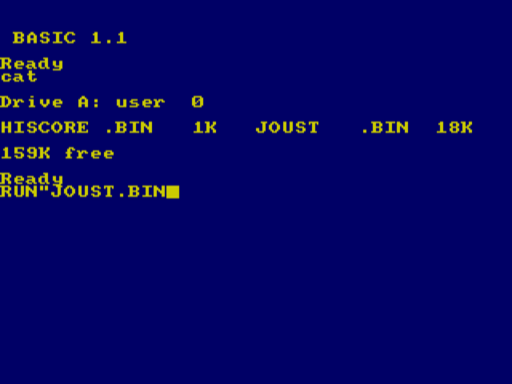 BASIC 1.1
Ready
cat
Drive A: user  0
HISCORE .BIN   1K   JOUST   .BIN  18K
159K free
Ready
RUN"JOUST.BIN